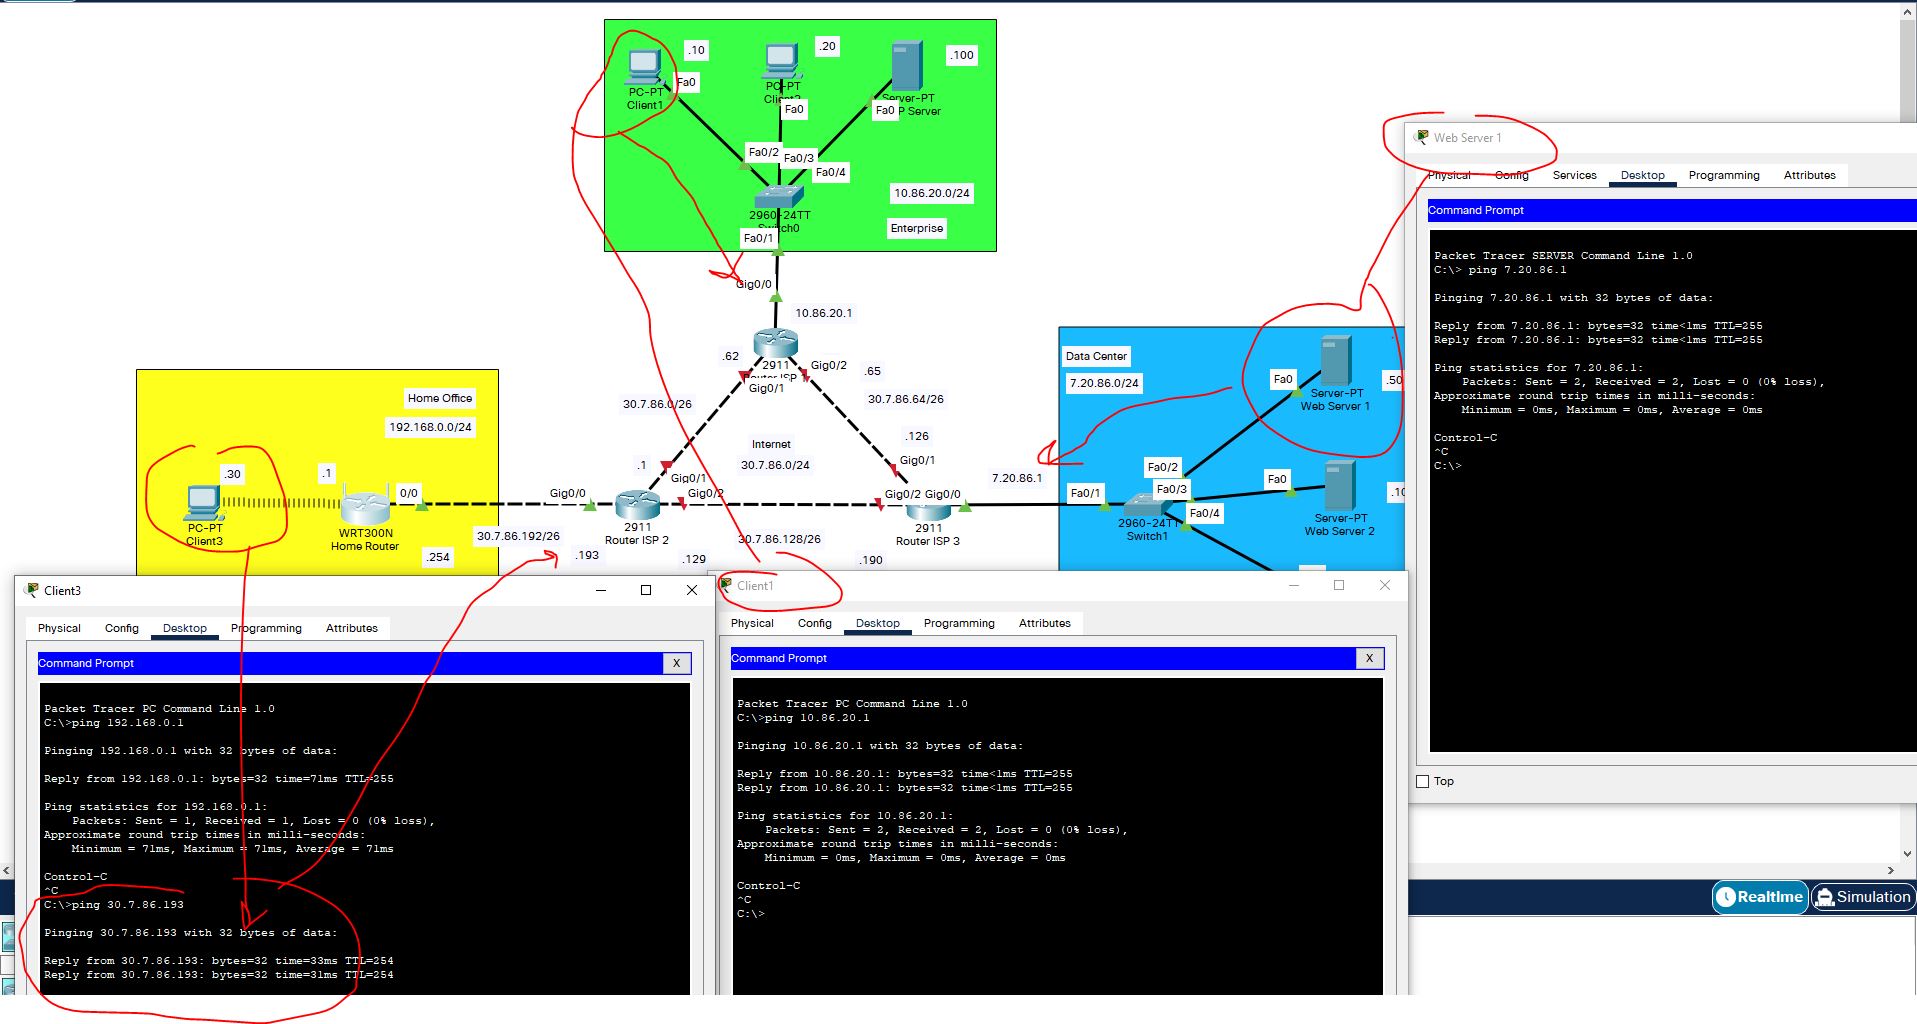 .10
.20
.100
Fa0
PC-PT
Client1
PC-PT
Fa0
Server-PT
Fa0
P Server
Fa0/2
Fa0/3
Fa0/4
10.86.20.0/24
2960-24TT
Switch0
Enterprise
Fa0/1
Gig0/0
10.86.20.1
.62
2911
Gig0/2
.65
Router ISP 1
Gig0/1
30.7.86.0/26
30.7.86.64/26
Internet
30.7.86.0/24
.126
Gig0/1
.1
Gig0/1
Gig0/2
Gig0/0
2911
Router ISP 2
Gig0/2
Gig0/0
2911
Router ISP 3
7.20.86.1
30.7.86.192/26
.193
.129
30.7.86.128/26
.190
Home Office
192.168.0.0/24
.30
.1
0/0
PC-PT
Client3
WRT300N
Home Router
.254
Data Center
7.20.86.0/24
Fa0
.50
Server-PT
Web Server 1
Fa0/2
Fa0/3
Fa0
Fa0/1
Fa0/4
2960-24TT
Switch1
Server-PT
Web Server 2
Web Server 1
Physical
Config
Services
Desktop
Programming
Attributes
Command Prompt
Packet Tracer SERVER Command Line 1.0
C:\> ping 7.20.86.1
Pinging 7.20.86.1 with 32 bytes of data:
Reply from 7.20.86.1: bytes=32 time<1ms TTL=255
Reply from 7.20.86.1: bytes=32 time<1ms TTL=255
Ping statistics for 7.20.86.1:
Packets: Sent = 2, Received = 2, Lost = 0 (0% loss),
Approximate round trip times in milli-seconds:
Minimum = 0ms, Maximum = 0ms, Average = 0ms
Control-C
^C
C:\>
Top
Client3
Physical
Config
Desktop
Programming
Attributes
Command Prompt
X
Packet Tracer PC Command Line 1.0
C:\>ping 192.168.0.1
Pinging 192.168.0.1 with 32 bytes of data:
Reply from 192.168.0.1: bytes=32 time=71ms TTL=255
Ping statistics for 192.168.0.1:
Packets: Sent = 1, Received = 1, Lost = 0 (0% loss),
Approximate round trip times in milli-seconds:
Minimum = 71ms, Maximum = 71ms, Average = 71ms
Control-C
^C
C:\>ping 30.7.86.193
Pinging 30.7.86.193 with 32 bytes of data:
Reply from 30.7.86.193: bytes=32 time=33ms TTL=254
Reply from 30.7.86.193: bytes=32 time=31ms TTL=254
Client1
Physical
Config
Desktop
Programming
Attributes
Command Prompt
X
Packet Tracer PC Command Line 1.0
C:\>ping 10.86.20.1
Pinging 10.86.20.1 with 32 bytes of data:
Reply from 10.86.20.1: bytes=32 time<1ms TTL=255
Reply from 10.86.20.1: bytes=32 time<1ms TTL=255
Ping statistics for 10.86.20.1:
Packets: Sent = 2, Received = 2, Lost = 0 (0% loss),
Approximate round trip times in milli-seconds:
Minimum = 0ms, Maximum = 0ms, Average = 0ms
Control-C
^C
C:\>
Realtime
Simulation